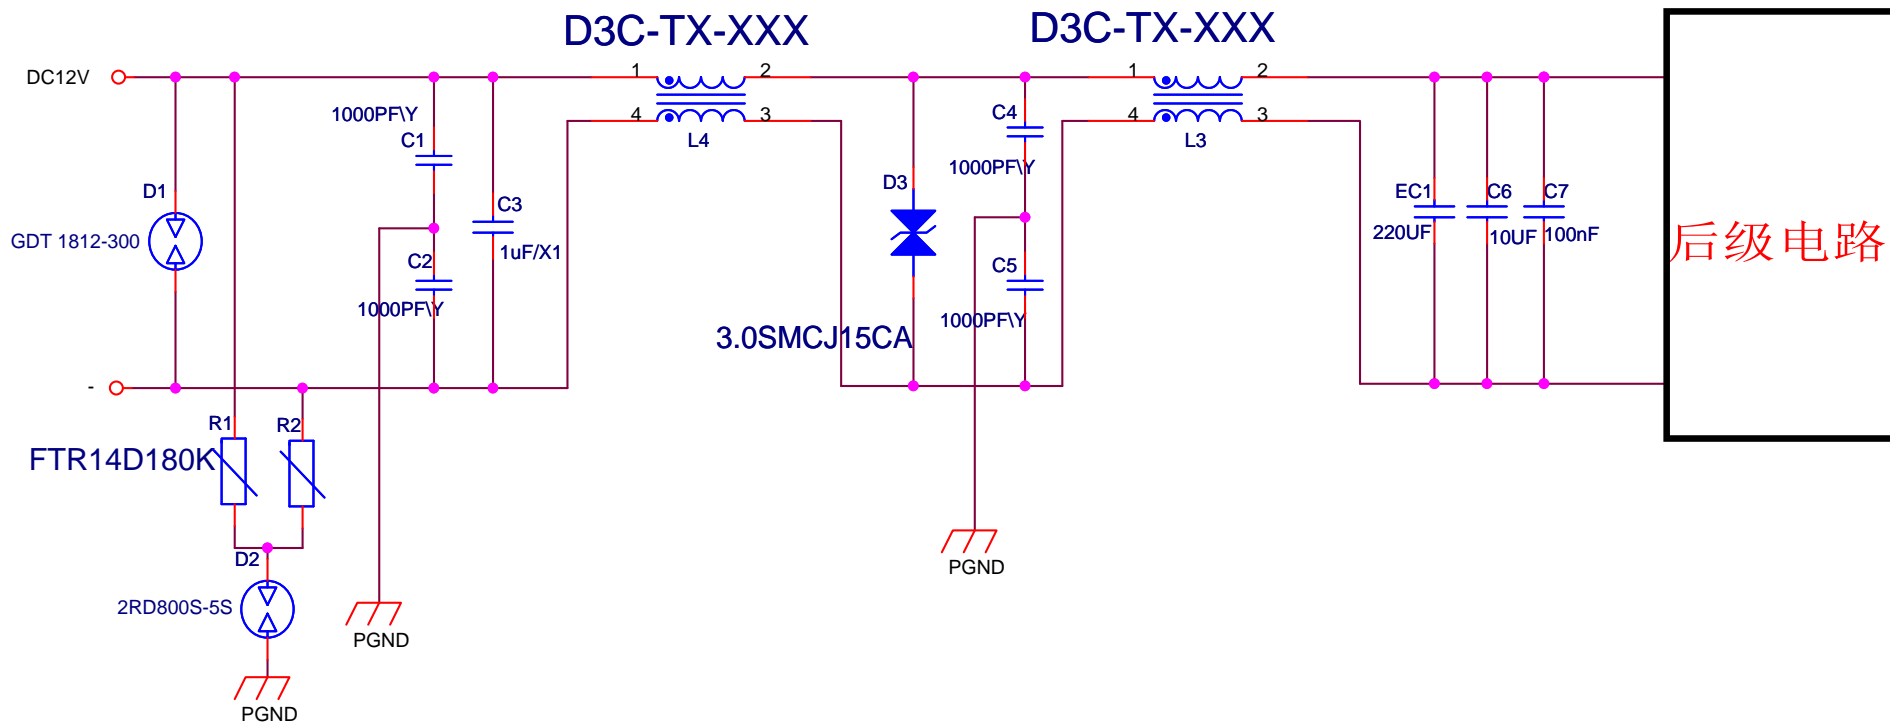 D3C-TX-XXX
D3C-TX-XXX
DC12V
1
2
4
3
L4
1
2
4
3
L3
1000PF\Y
C1
C4
1000PF\Y
D1
GDT 1812-300
C3
1uF/X1
D3
C2
1000PF\Y
C5
1000PF\Y
3.0SMCJ15CA
EC1
220UF
C6
10UF
C7
100nF
后级电路
-
R1
R2
FTR14D180K
D2
2RD800S-5S
PGND
PGND
PGND